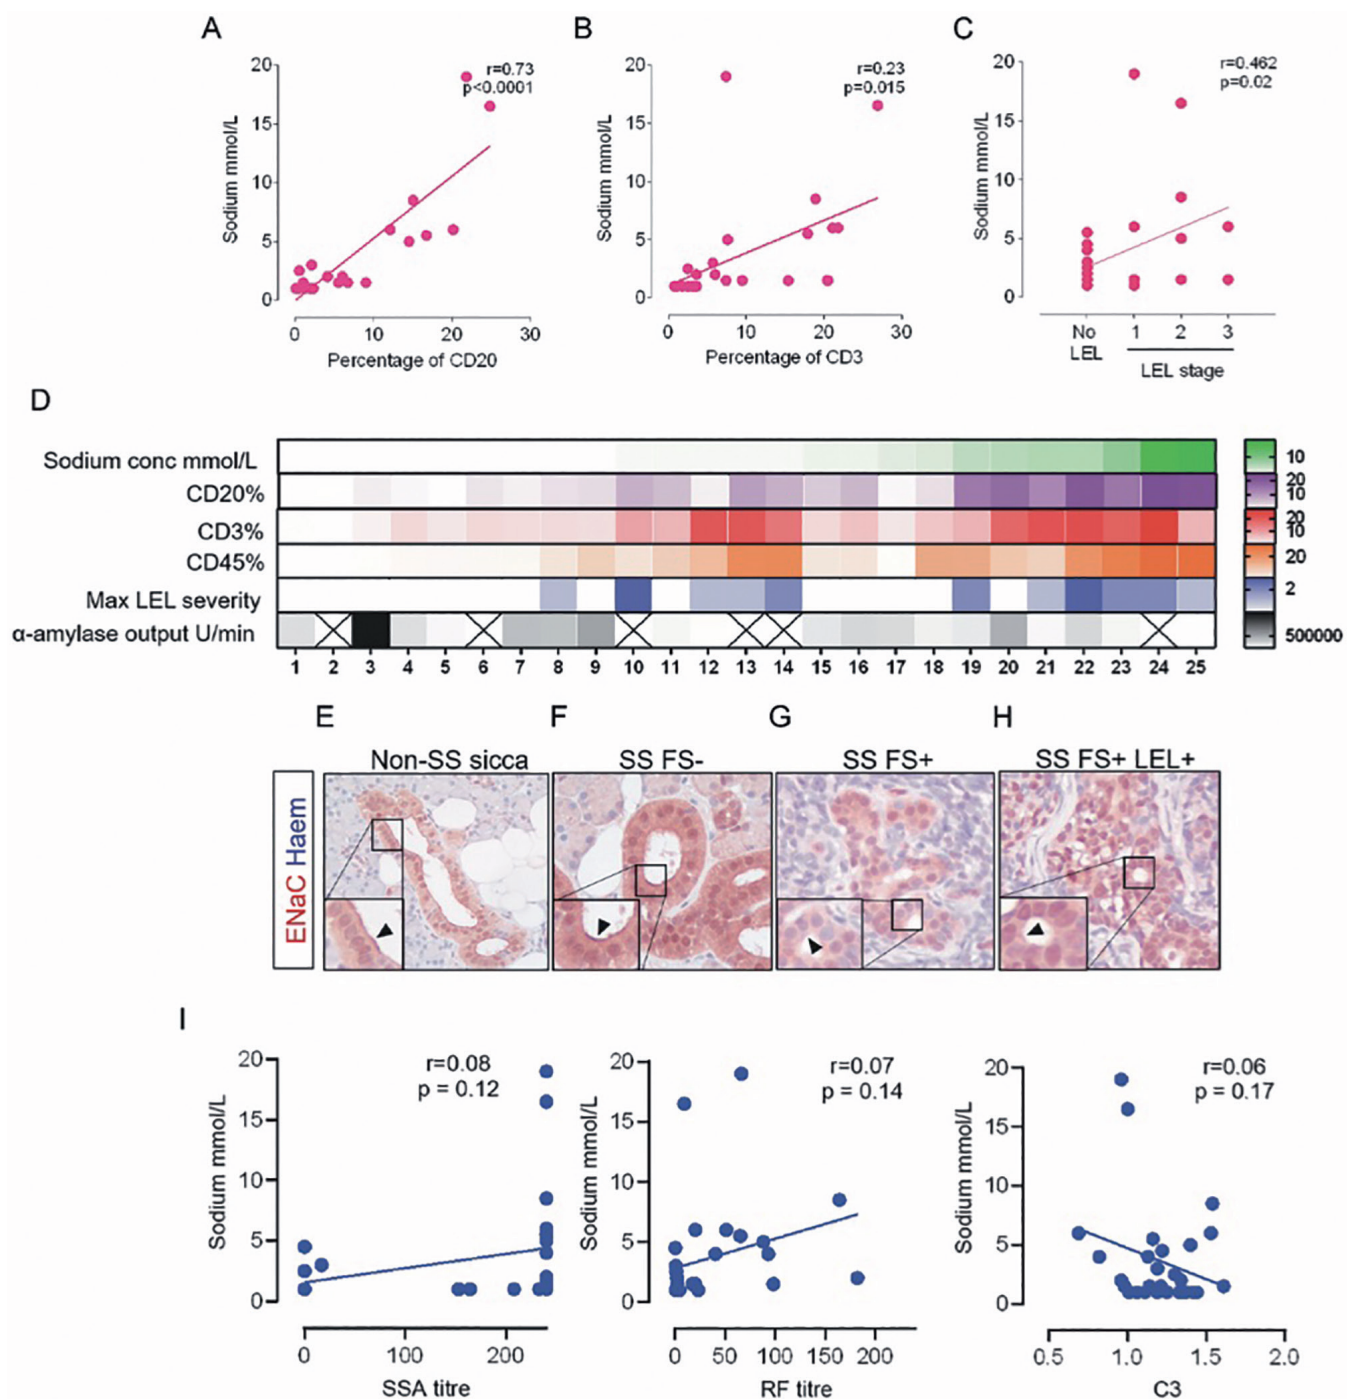 A
B
C
r=0.73
p<0.0001
r=0.23
p=0.015
r=0.462
p=0.02
20
15
10
5
0
Sodium mmol/L
0 10 20 30
Percentage of CD20
20
15
10
5
0
Sodium mmol/L
0 10 20 30
Percentage of CD3
20
15
10
5
0
Sodium mmol/L
No 1 2 3
LEL
LEL stage
D
Sodium conc mmol/L
CD20%
CD3%
CD45%
Max LEL severity
α-amylase output U/min
1 2 3 4 5 6 7 8 9 10 11 12 13 14 15 16 17 18 19 20 21 22 23 24 25
10
20
10
20
10
20
2
500000
E F G H
Non-SS sicca
SS FS-
SS FS+
SS FS+ LEL+
ENaC Haem
I
r=0.08
p = 0.12
20
15
10
5
0
Sodium mmol/L
0 100 200
SSA titre
r=0.07
p = 0.14
20
15
10
5
0
Sodium mmol/L
0 50 100 150 200
RF titre
r=0.06
p = 0.17
20
15
10
5
0
Sodium mmol/L
0.5 1.0 1.5 2.0
C3